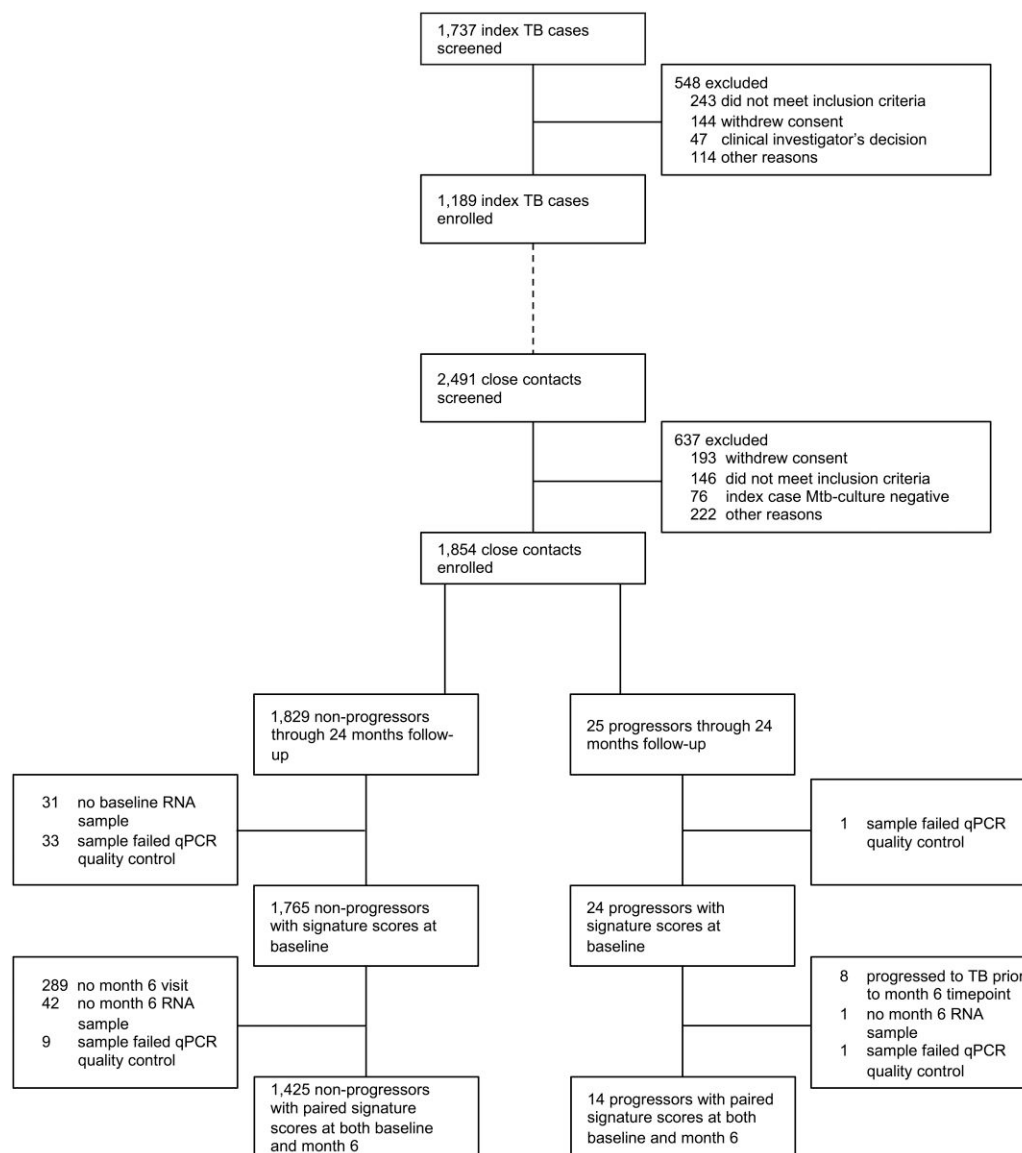 1,737 index TB cases
screened
548 excluded
243 did not meet inclusion criteria
144 withdrew consent
47 clinical investigator's decision
114 other reasons
1,189 index TB cases
enrolled
2,491 close contacts
screened
637 excluded
193 withdrew consent
146 did not meet inclusion criteria
76 index case Mtb-culture negative
222 other reasons
1,854 close contacts
enrolled
1,829 non-progressors
through 24 months follow-
up
25 progressors through 24
months follow-up
31 no baseline RNA
sample
33 sample failed qPCR
quality control
1 sample failed qPCR
quality control
1,765 non-progressors
with signature scores at
baseline
24 progressors with
signature scores at
baseline
289 no month 6 visit
42 no month 6 RNA
sample
9 sample failed qPCR
quality control
8 progressed to TB prior
to month 6 timepoint
1 no month 6 RNA
sample
1 sample failed qPCR
quality control
1,425 non-progressors
with paired signature
scores at both baseline
and month 6
14 progressors with paired
signature scores at both
baseline and month 6